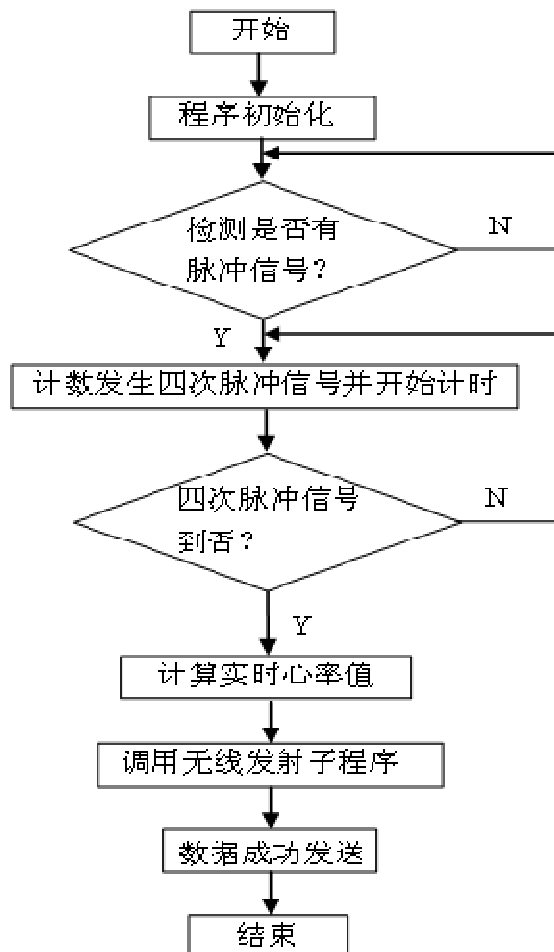 开始
程序初始化
检测是否有
脉冲信号？
N
Y
计数发生四次脉冲信号并开始计时
四次脉冲信号
到否？
N
Y
计算实时心率值
调用无线发射子程序
数据成功发送
结束